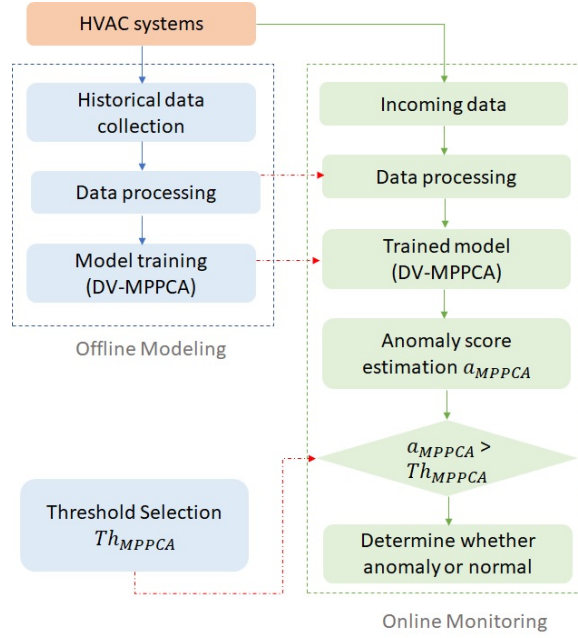 HVAC systems
Historical data
collection
Data processing
Model training
(DV-MPPCA)
Offline Modeling
Threshold Selection
Th_MPPCA
Incoming data
Data processing
Trained model
(DV-MPPCA)
Anomaly score
estimation a_MPPCA
a_MPPCA >
Th_MPPCA
Determine whether
anomaly or normal
Online Monitoring